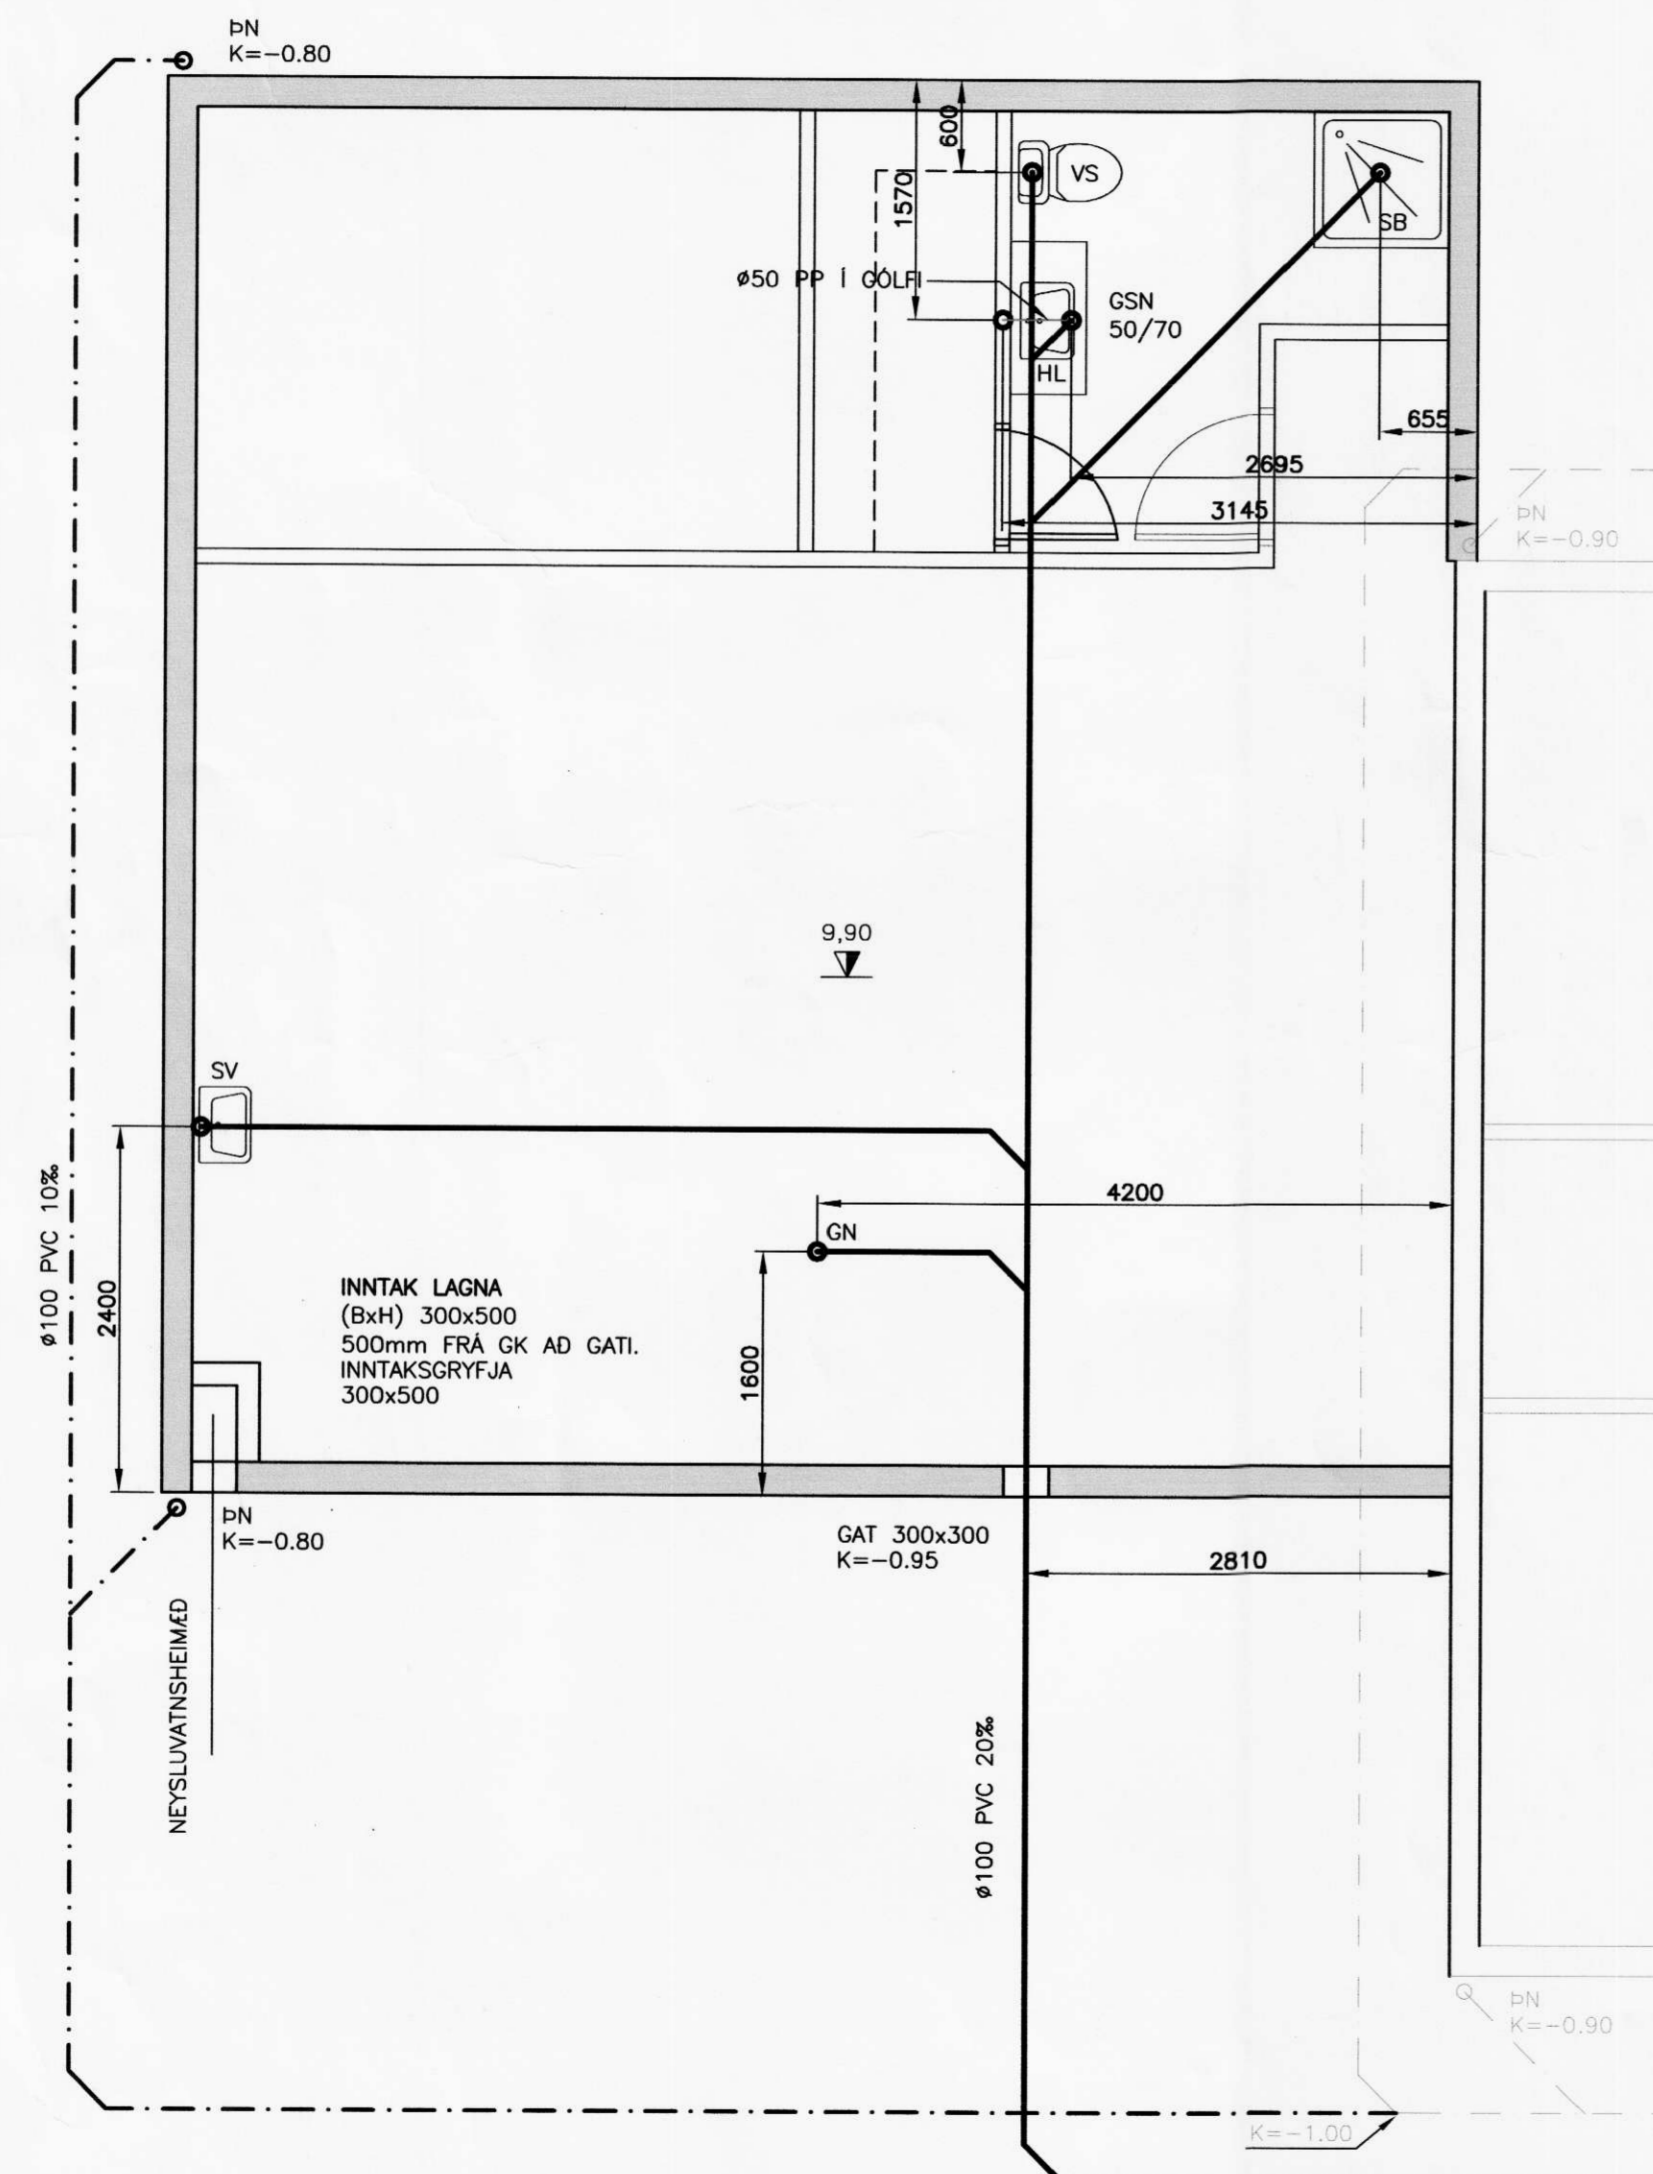 ÞN
K=-0.80
600
1570
VS
SB
ø50 PP Í GÓLFI
GSN
50/70
HL
655
2695
3145
ÞN
K=-0.90
9,90
SV
4200
GN
ø100 PVC 10‰
2400
INNTAK LAGNA
(BxH) 300x500
500mm FRÁ GK AÐ GATI.
INNTAKSGRYFJA
300x500
1600
ÞN
K=-0.80
GAT 300x300
K=-0.95
2810
NEYSLUVATNSHEIMÆÐ
ø100 PVC 20‰
ÞN
K=-0.90
K=-1.00